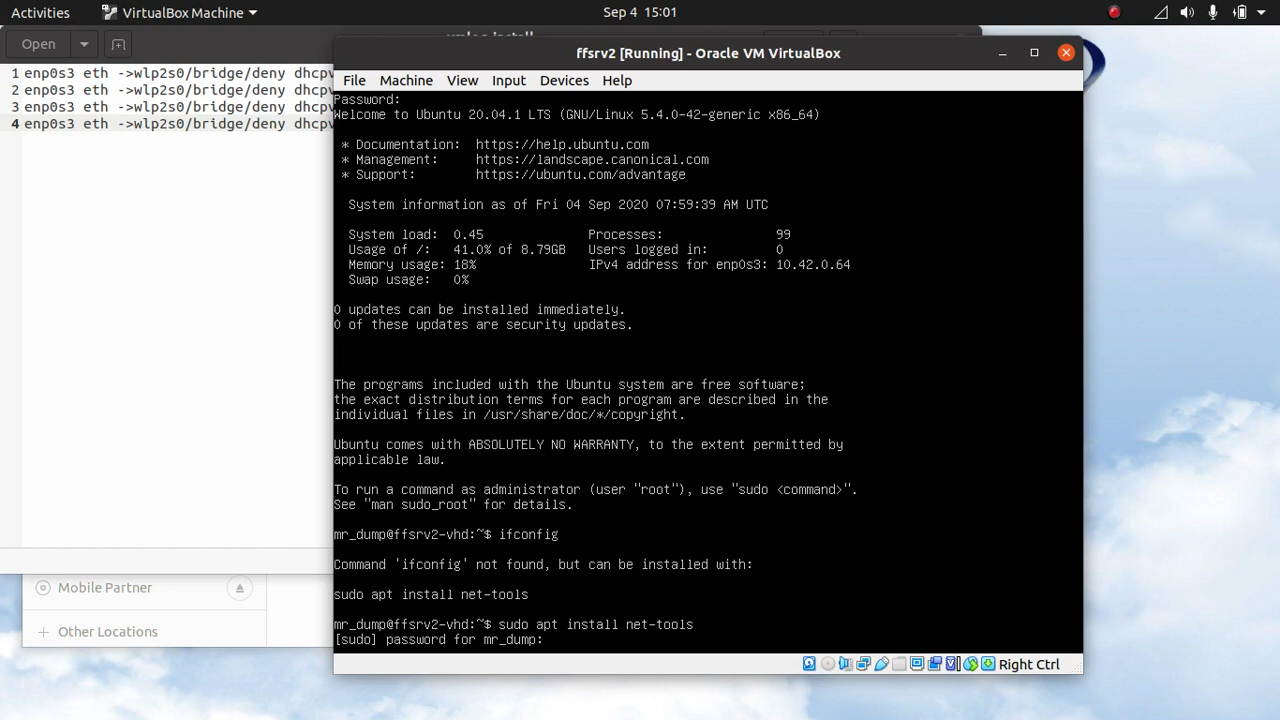 Activities
VirtualBox Machine
Sep 4 15:01
Open
1 enp0s3 eth ->wlp2s0/bridge/deny dhcpv
2 enp0s3 eth ->wlp2s0/bridge/deny dhcpv
3 enp0s3 eth ->wlp2s0/bridge/deny dhcpv
4 enp0s3 eth ->wlp2s0/bridge/deny dhcpv
Mobile Partner
Other Locations
ffsrv2 [Running] - Oracle VM VirtualBox
File Machine View Input Devices Help
Password:
Welcome to Ubuntu 20.04.1 LTS (GNU/Linux 5.4.0-42-generic x86_64)
* Documentation: https://help.ubuntu.com
* Management: https://landscape.canonical.com
* Support: https://ubuntu.com/advantage
System information as of Fri 04 Sep 2020 07:59:39 AM UTC
System load: 0.45 Processes: 99
Usage of /: 41.0% of 8.79GB Users logged in: 0
Memory usage: 18% IPv4 address for enp0s3: 10.42.0.64
Swap usage: 0%
0 updates can be installed immediately.
0 of these updates are security updates.
The programs included with the Ubuntu system are free software;
the exact distribution terms for each program are described in the
individual files in /usr/share/doc/*/copyright.
Ubuntu comes with ABSOLUTELY NO WARRANTY, to the extent permitted by
applicable law.
To run a command as administrator (user "root"), use "sudo <command>".
See "man sudo_root" for details.
mr_dump@ffsrv2-vhd:~$ ifconfig
Command 'ifconfig' not found, but can be installed with:
sudo apt install net-tools
mr_dump@ffsrv2-vhd:~$ sudo apt install net-tools
[sudo] password for mr_dump:
Right Ctrl